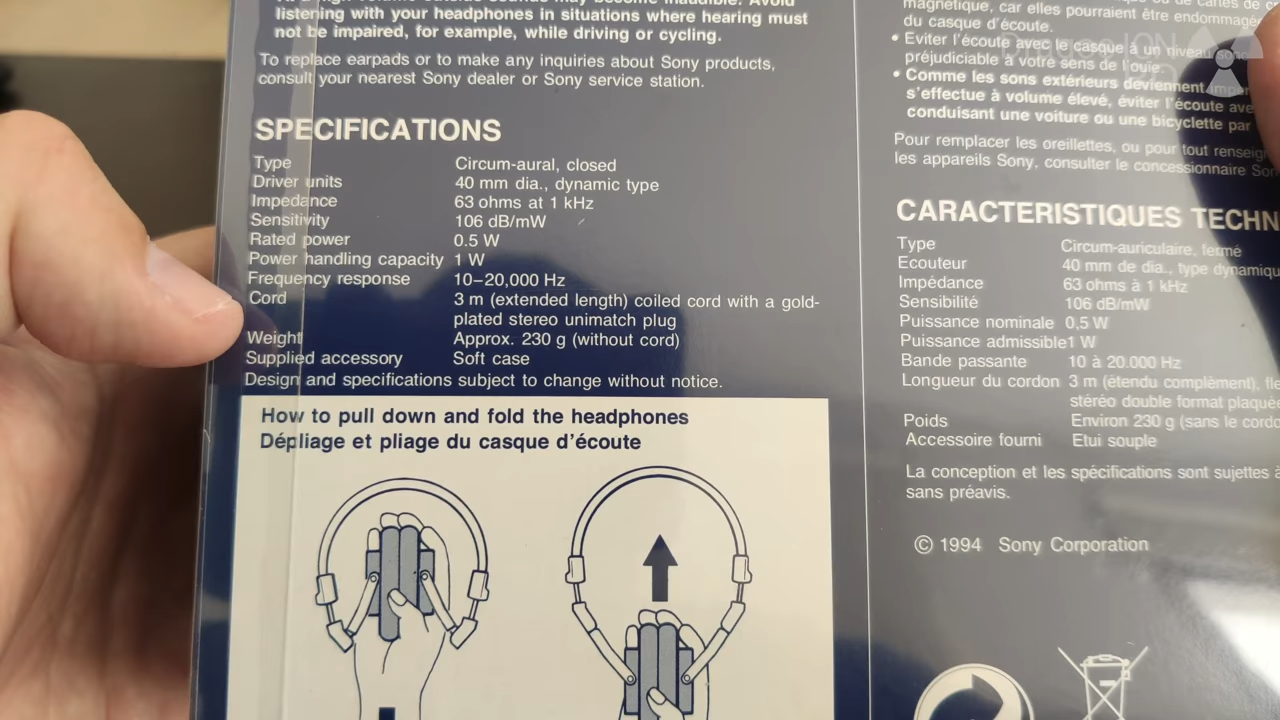 listening with your headphones in situations where hearing must
not be impaired, for example, while driving or cycling.
To replace earpads or to make any inquiries about Sony products,
consult your nearest Sony dealer or Sony service station.
SPECIFICATIONS
Type Circum-aural, closed
Driver units 40 mm dia., dynamic type
Impedance 63 ohms at 1 kHz
Sensitivity 106 dB/mW
Rated power 0.5 W
Power handling capacity 1 W
Frequency response 10–20,000 Hz
Cord 3 m (extended length) coiled cord with a gold-
plated stereo unimatch plug
Weight Approx. 230 g (without cord)
Supplied accessory Soft case
Design and specifications subject to change without notice.
How to pull down and fold the headphones
Dépliage et pliage du casque d'écoute
magnétique, car elles pourraient être
du casque d'écoute.
• Eviter l'écoute avec le casque à un niveau
préjudiciable à votre sens de l'ouïe.
• Comme les sons extérieurs deviennent
s'effectue à volume élevé, éviter l'écoute
conduisant une voiture ou une bicyclette par
Pour remplacer les oreillettes, ou pour tout
les appareils Sony, consulter le concessionnaire
CARACTERISTIQUES
Type Circum-auriculaire, fermé
Ecouteur 40 mm de dia., type
Impédance 63 ohms à 1 kHz
Sensibilité 106 dB/mW
Puissance nominale 0,5 W
Puissance admissible 1 W
Bande passante 10 à 20.000 Hz
Longueur du cordon 3 m (étendu complèment),
stéréo double format
Poids Environ 230 g (sans le
Accessoire fourni Etui souple
La conception et les spécifications sont sujettes à
sans préavis.
© 1994 Sony Corporation